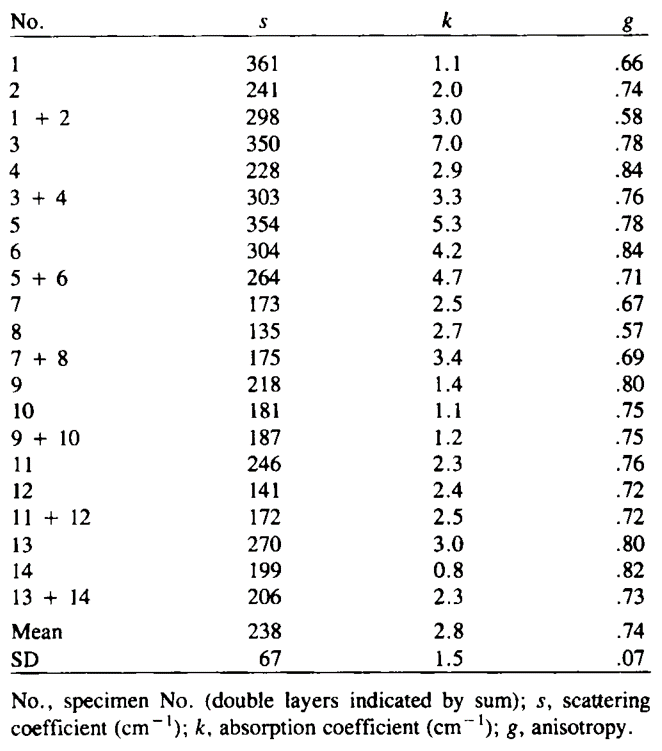 No. s k g
1 361 1.1 .66
2 241 2.0 .74
1 + 2 298 3.0 .58
3 350 7.0 .78
4 228 2.9 .84
3 + 4 303 3.3 .76
5 354 5.3 .78
6 304 4.2 .84
5 + 6 264 4.7 .71
7 173 2.5 .67
8 135 2.7 .57
7 + 8 175 3.4 .69
9 218 1.4 .80
10 181 1.1 .75
9 + 10 187 1.2 .75
11 246 2.3 .76
12 141 2.4 .72
11 + 12 172 2.5 .72
13 270 3.0 .80
14 199 0.8 .82
13 + 14 206 2.3 .73
Mean 238 2.8 .74
SD 67 1.5 .07
No., specimen No. (double layers indicated by sum); s, scattering
coefficient (cm⁻¹); k, absorption coefficient (cm⁻¹); g, anisotropy.